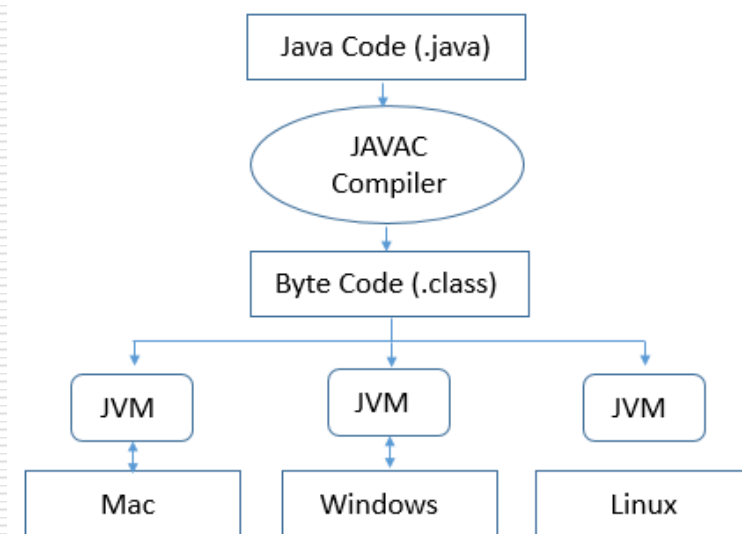 Java Code (.java)
JAVAC
Compiler
Byte Code (.class)
JVM
JVM
JVM
Mac
Windows
Linux